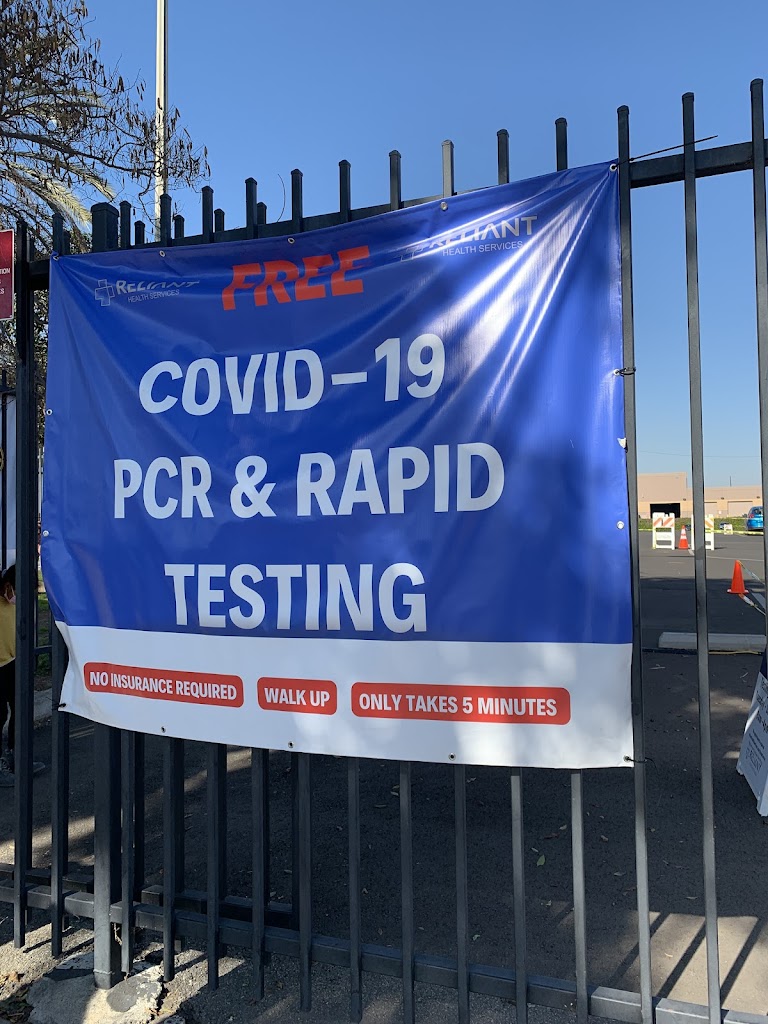 RELIANT
HEALTH SERVICES
FREE
RELIANT
HEALTH SERVICES
COVID-19
PCR & RAPID
TESTING
NO INSURANCE REQUIRED
WALK UP
ONLY TAKES 5 MINUTES